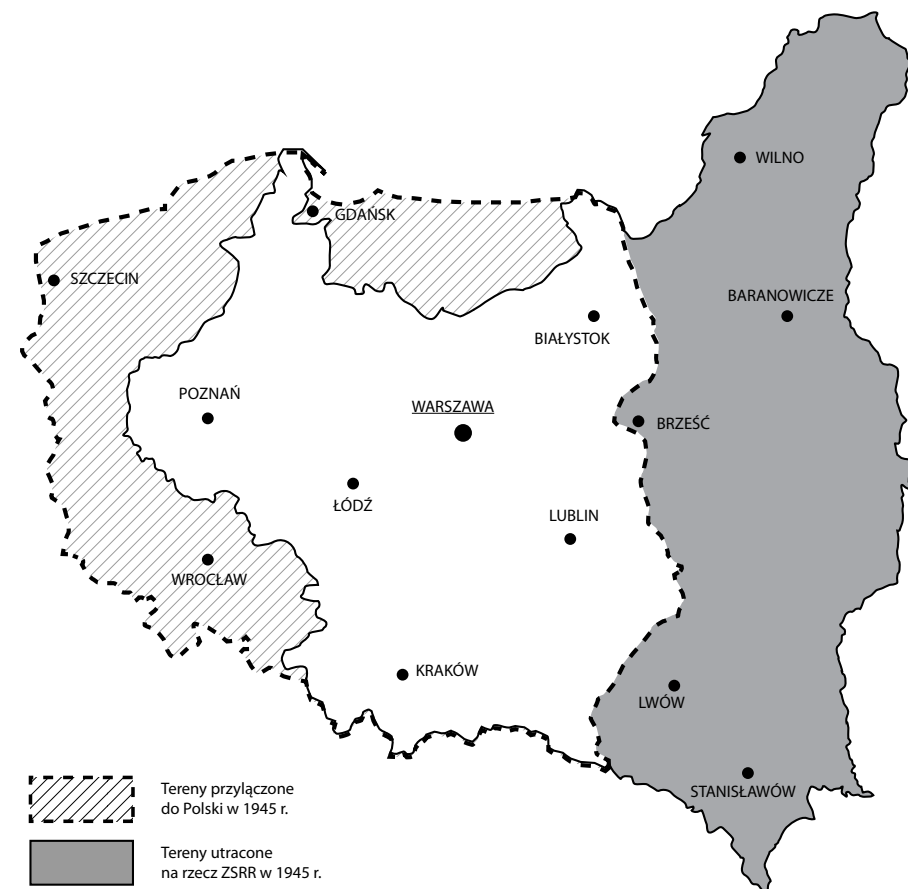 WILNO
GDAŃSK
SZCZECIN
BARANOWICZE
BIAŁYSTOK
POZNAŃ
WARSZAWA
BRZEŚĆ
ŁÓDŹ
LUBLIN
WROCŁAW
KRAKÓW
LWÓW
STANISŁAWÓW
Tereny przyłączone
do Polski w 1945 r.
Tereny utracone
na rzecz ZSRR w 1945 r.